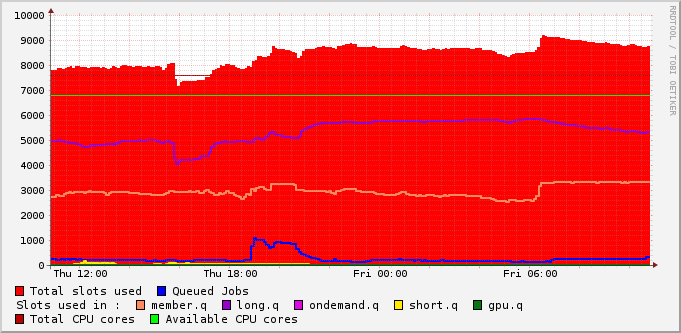 RRDTOOL / TOBI OETIKER
10000
9000
8000
7000
6000
5000
4000
3000
2000
1000
0
Thu 12:00 Thu 18:00 Fri 00:00 Fri 06:00
Total slots used Queued Jobs
Slots used in : member.q long.q ondemand.q short.q gpu.q
Total CPU cores Available CPU cores